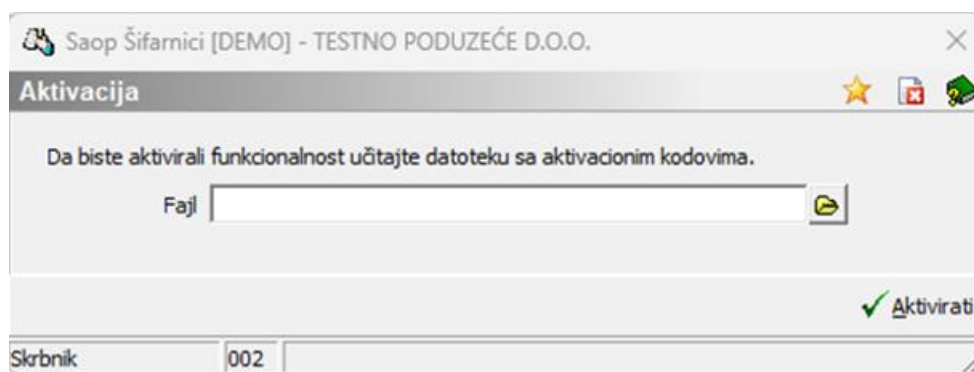 Saop Šifarnici [DEMO] - TESTNO PODUZEĆE D.O.O.
Aktivacija
Da biste aktivirali funkcionalnost učitajte datoteku sa aktivacionim kodovima.
Fajl
Aktivirati
Skrbnik 002